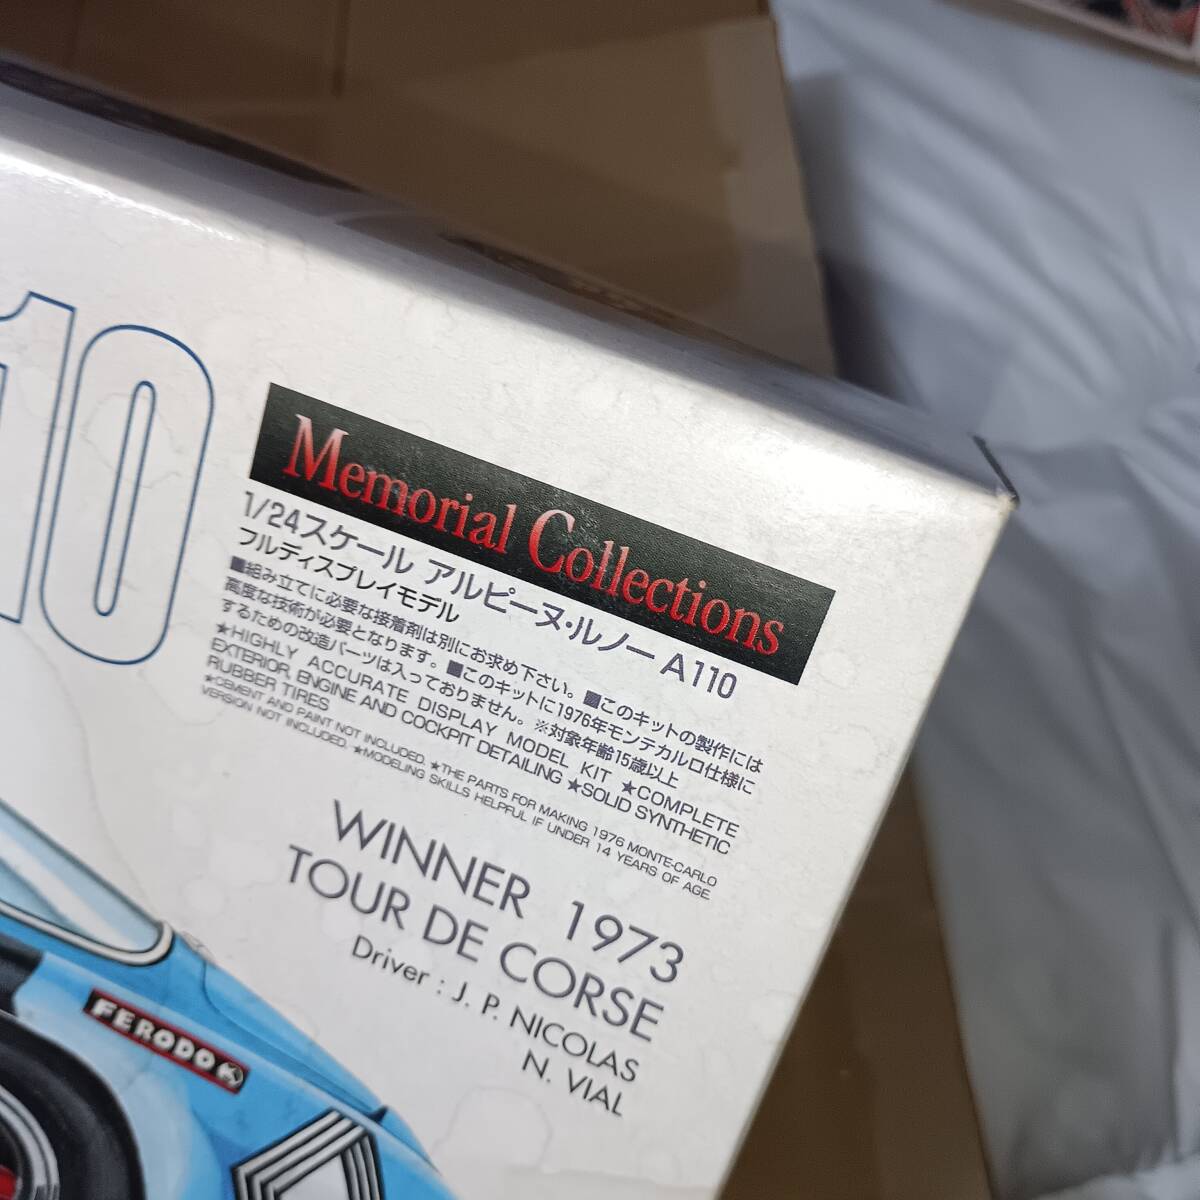 10
Memorial Collections
1/24スケール アルピーヌ・ルノー A110
フルディスプレイモデル
■組み立てに必要な接着剤は別にお求め下さい。■このキットの製作には
高度な技術が必要となります。■このキットに1976年モンテカルロ仕様に
するための改造パーツは入っておりません。※対象年齢15歳以上
★HIGHLY ACCURATE DISPLAY MODEL KIT ★COMPLETE
EXTERIOR, ENGINE AND COCKPIT DETAILING ★SOLID SYNTHETIC
RUBBER TIRES
★CEMENT AND PAINT NOT INCLUDED. ★THE PARTS FOR MAKING 1976 MONTE-CARLO
VERSION NOT INCLUDED. ★MODELING SKILLS HELPFUL IF UNDER 14 YEARS OF AGE
WINNER 1973
TOUR DE CORSE
Driver : J. P. NICOLAS
N. VIAL
FERODO